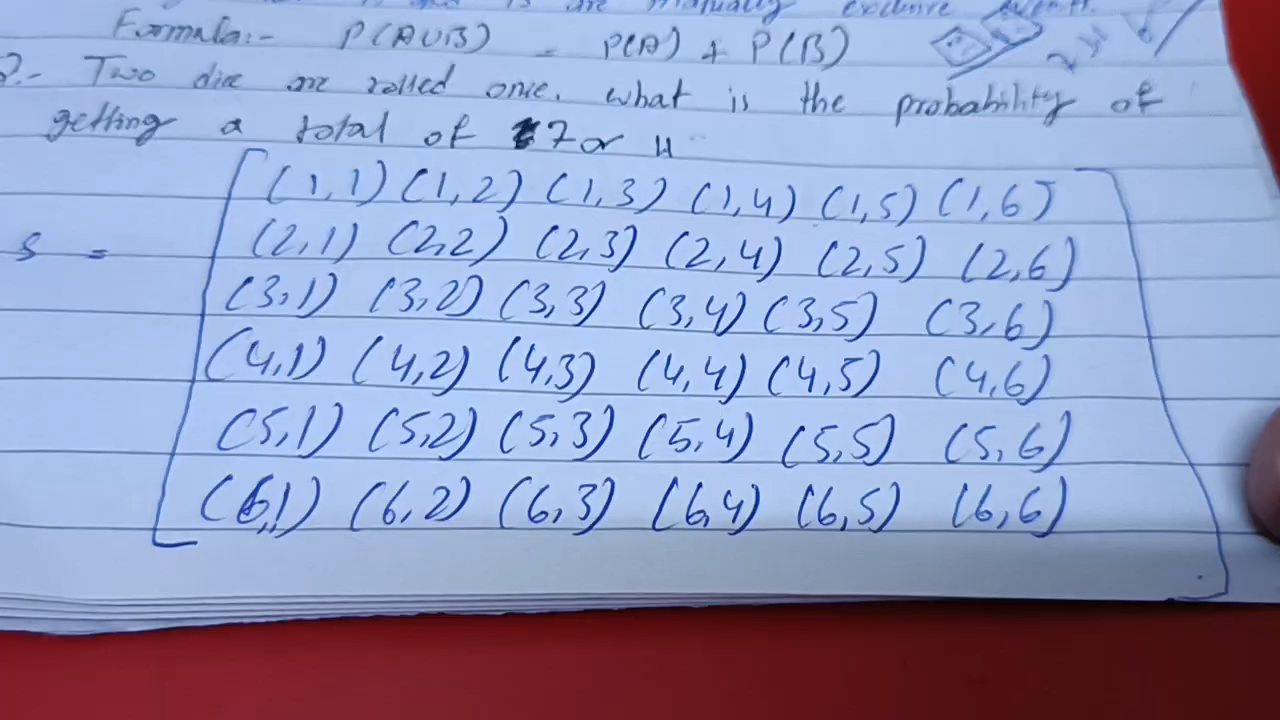 are mutually exclusive events.
Formula:- P(AUB) = P(A) + P(B)
Q.- Two dice are rolled once. what is the probability of
getting a total of 7 or 11
(1,1) (1,2) (1,3) (1,4) (1,5) (1,6)
S = (2,1) (2,2) (2,3) (2,4) (2,5) (2,6)
(3,1) (3,2) (3,3) (3,4) (3,5) (3,6)
(4,1) (4,2) (4,3) (4,4) (4,5) (4,6)
(5,1) (5,2) (5,3) (5,4) (5,5) (5,6)
(6,1) (6,2) (6,3) (6,4) (6,5) (6,6)